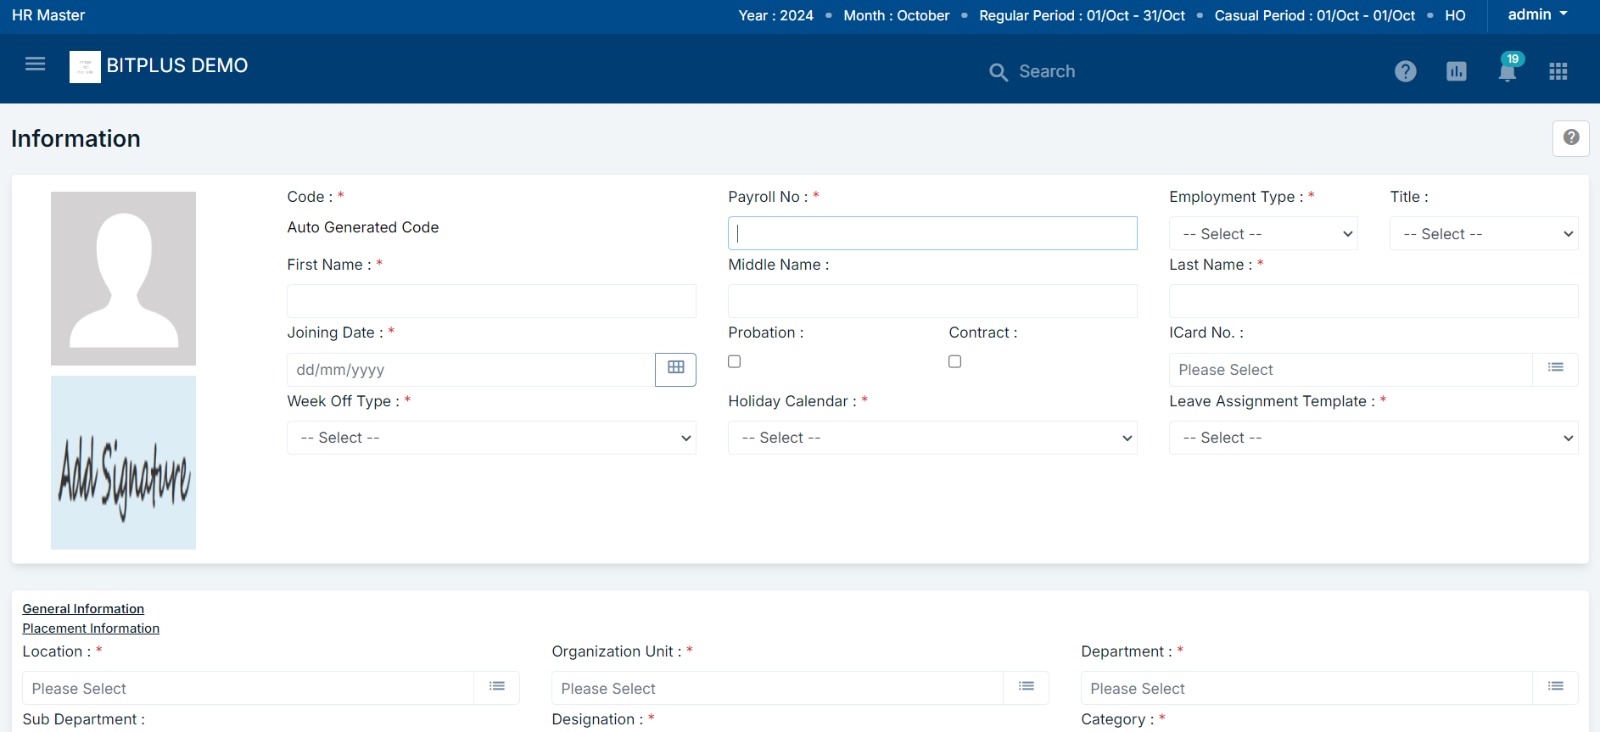 HR Master
Year : 2024 • Month : October • Regular Period : 01/Oct - 31/Oct • Casual Period : 01/Oct - 01/Oct • HO
admin
BITPLUS DEMO
Search
19
Information
Code : *
Payroll No : *
Employment Type : *
Title :
Auto Generated Code
-- Select --
-- Select --
First Name : *
Middle Name :
Last Name : *
Joining Date : *
Probation :
Contract :
ICard No. :
dd/mm/yyyy
Please Select
Week Off Type : *
Holiday Calendar : *
Leave Assignment Template : *
-- Select --
-- Select --
-- Select --
Add Signature
General Information
Placement Information
Location : *
Organization Unit : *
Department : *
Please Select
Please Select
Please Select
Sub Department :
Designation : *
Category : *